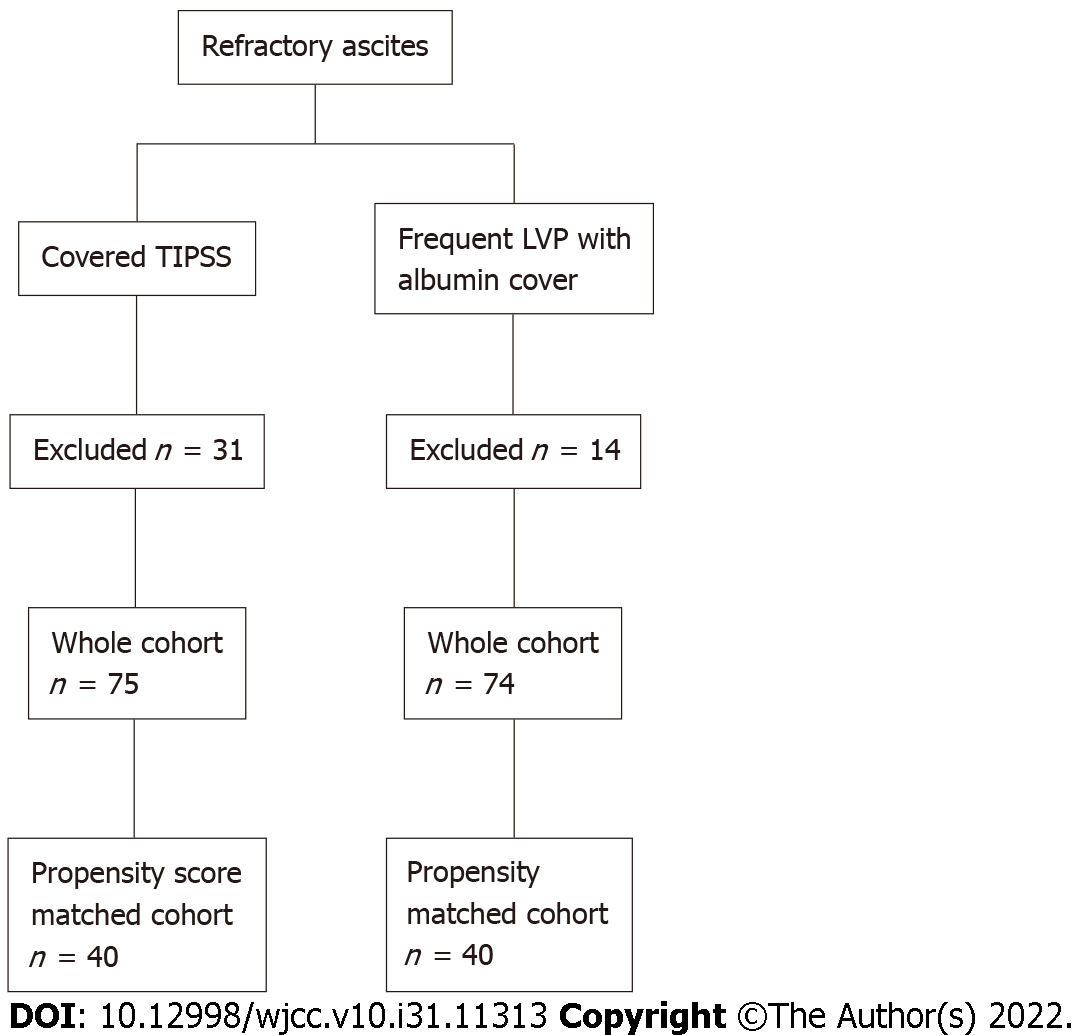 Refractory ascites
Covered TIPSS
Frequent LVP with
albumin cover
Excluded n = 31
Excluded n = 14
Whole cohort
n = 75
Whole cohort
n = 74
Propensity score
matched cohort
n = 40
Propensity
matched cohort
n = 40
DOI: 10.12998/wjcc.v10.i31.11313 Copyright ©The Author(s) 2022.